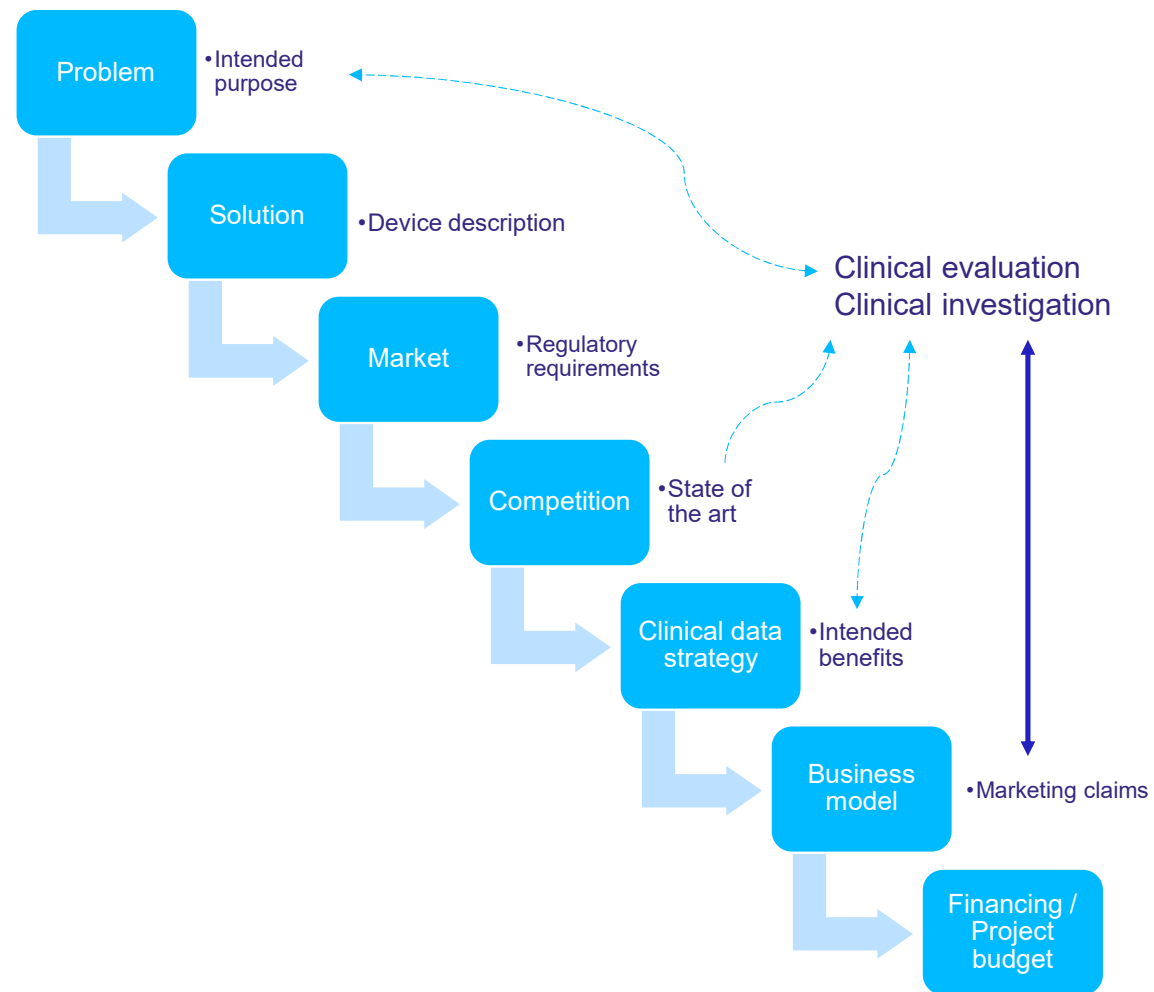 Problem
•Intended
purpose
Solution
•Device description
Clinical evaluation
Clinical investigation
Market
•Regulatory
requirements
Competition
•State of
the art
Clinical data
strategy
•Intended
benefits
Business
model
•Marketing claims
Financing /
Project
budget